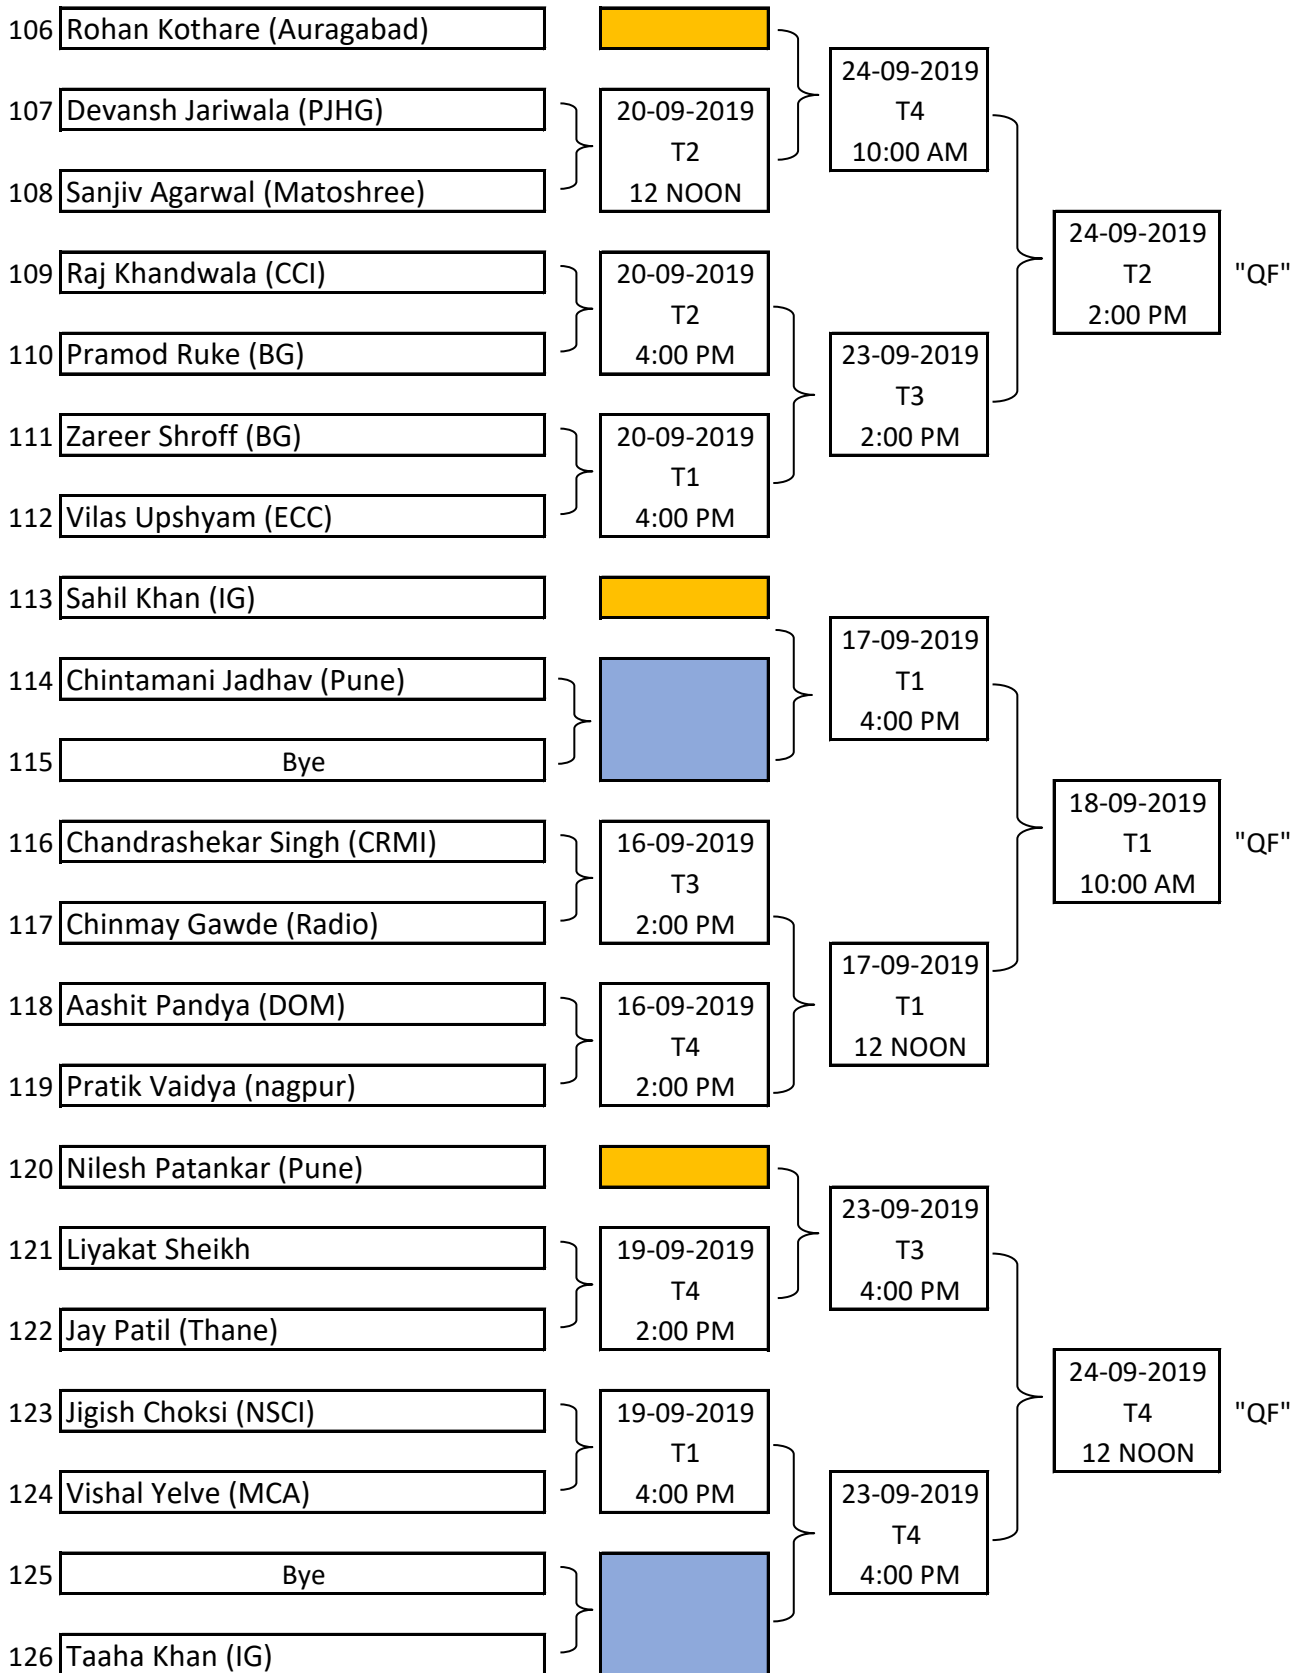 106 Rohan Kothare (Auragabad)
24-09-2019
107 Devansh Jariwala (PJHG)
20-09-2019
T4
T2
10:00 AM
108 Sanjiv Agarwal (Matoshree)
12 NOON
24-09-2019
109 Raj Khandwala (CCI)
20-09-2019
T2
"QF"
T2
2:00 PM
110 Pramod Ruke (BG)
4:00 PM
23-09-2019
T3
111 Zareer Shroff (BG)
20-09-2019
2:00 PM
T1
112 Vilas Upshyam (ECC)
4:00 PM
113 Sahil Khan (IG)
17-09-2019
114 Chintamani Jadhav (Pune)
T1
4:00 PM
115 Bye
18-09-2019
116 Chandrashekar Singh (CRMI)
16-09-2019
T1
"QF"
T3
10:00 AM
117 Chinmay Gawde (Radio)
2:00 PM
17-09-2019
118 Aashit Pandya (DOM)
16-09-2019
T1
T4
12 NOON
119 Pratik Vaidya (nagpur)
2:00 PM
120 Nilesh Patankar (Pune)
23-09-2019
121 Liyakat Sheikh
19-09-2019
T3
T4
4:00 PM
122 Jay Patil (Thane)
2:00 PM
24-09-2019
123 Jigish Choksi (NSCI)
19-09-2019
T4
"QF"
T1
12 NOON
124 Vishal Yelve (MCA)
4:00 PM
23-09-2019
T4
125 Bye
4:00 PM
126 Taaha Khan (IG)